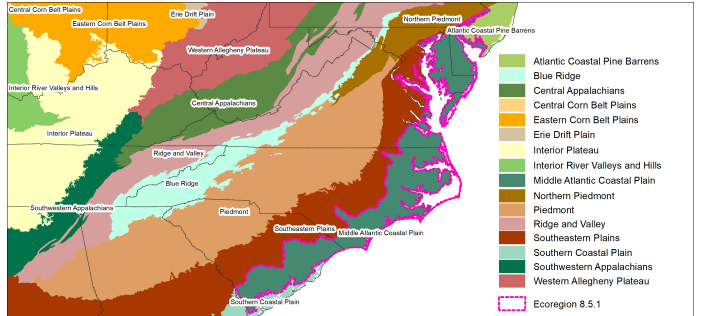 Central Corn Belt Plains
Erie Drift Plain
Eastern Corn Belt Plains
Northern Piedmont
Atlantic Coastal Pine Barrens
Western Allegheny Plateau
Interior River Valleys and Hills
Central Appalachians
Interior Plateau
Ridge and Valley
Blue Ridge
Southwestern Appalachians
Piedmont
Southeastern Plains
Middle Atlantic Coastal Plain
Southern Coastal Plain
Atlantic Coastal Pine Barrens
Blue Ridge
Central Appalachians
Central Corn Belt Plains
Eastern Corn Belt Plains
Erie Drift Plain
Interior Plateau
Interior River Valleys and Hills
Middle Atlantic Coastal Plain
Northern Piedmont
Piedmont
Ridge and Valley
Southeastern Plains
Southern Coastal Plain
Southwestern Appalachians
Western Allegheny Plateau
Ecoregion 8.5.1